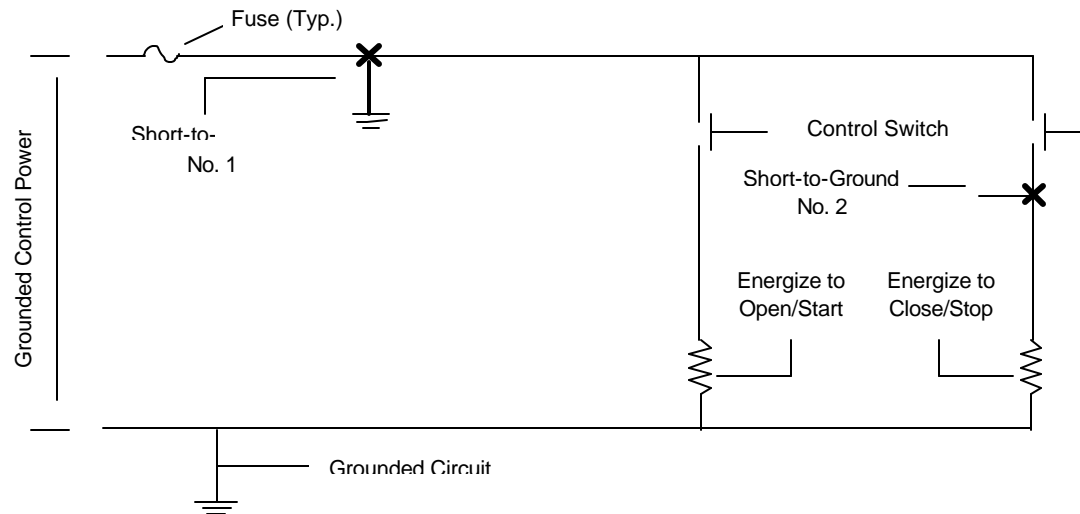 Fuse (Typ.)
Short-to-
No. 1
Control Switch
Short-to-Ground
No. 2
Energize to
Open/Start
Energize to
Close/Stop
Grounded Control Power
Grounded Circuit